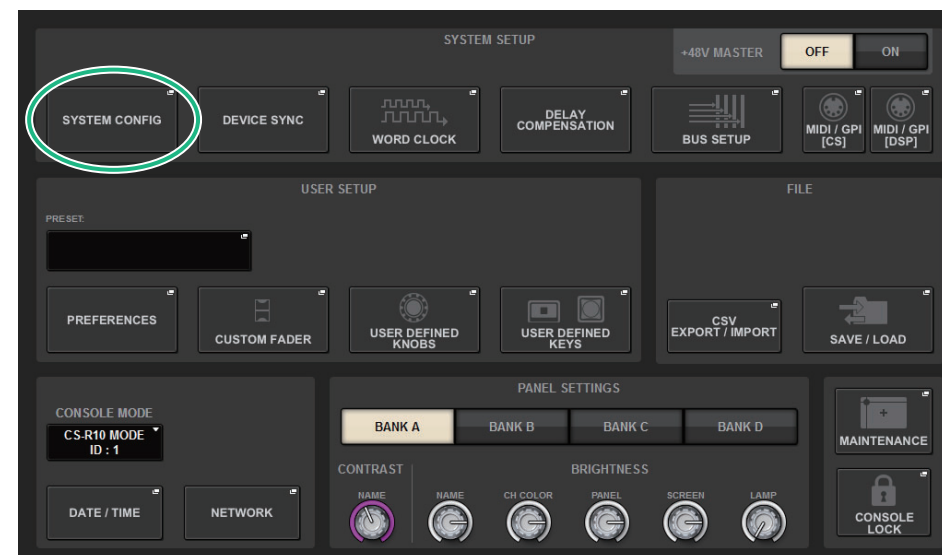 SYSTEM SETUP
+48V MASTER
OFF
ON
SYSTEM CONFIG
DEVICE SYNC
WORD CLOCK
DELAY
COMPENSATION
BUS SETUP
MIDI / GPI
[CS]
MIDI / GPI
[DSP]
USER SETUP
PRESET:
PREFERENCES
CUSTOM FADER
USER DEFINED
KNOBS
USER DEFINED
KEYS
FILE
CSV
EXPORT / IMPORT
SAVE / LOAD
CONSOLE MODE
CS-R10 MODE
ID : 1
DATE / TIME
NETWORK
PANEL SETTINGS
BANK A
BANK B
BANK C
BANK D
CONTRAST
BRIGHTNESS
NAME
NAME
CH COLOR
PANEL
SCREEN
LAMP
MAINTENANCE
CONSOLE
LOCK